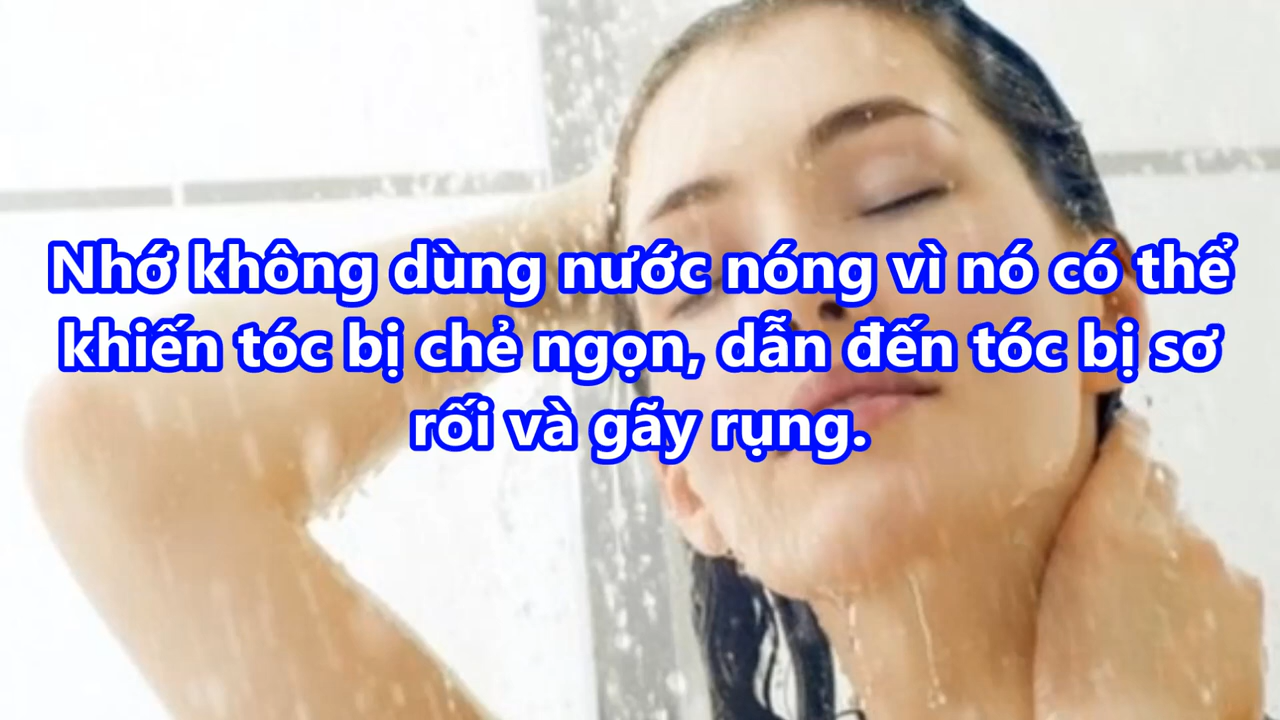 Nhớ không dùng nước nóng vì nó có thể
khiến tóc bị chẻ ngọn, dẫn đến tóc bị sơ
rối và gãy rụng.